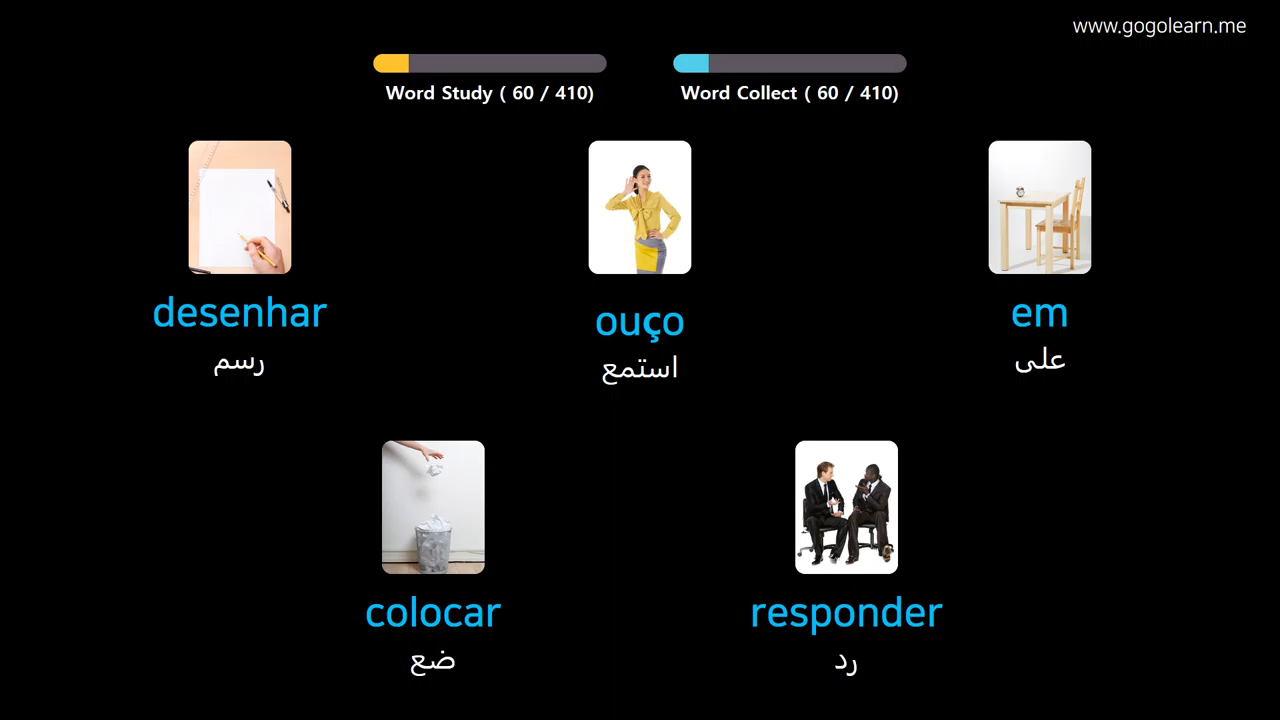 www.gogolearn.me
Word Study ( 60 / 410)
Word Collect ( 60 / 410)
desenhar
رسم
ouço
استمع
em
على
colocar
ضع
responder
رد